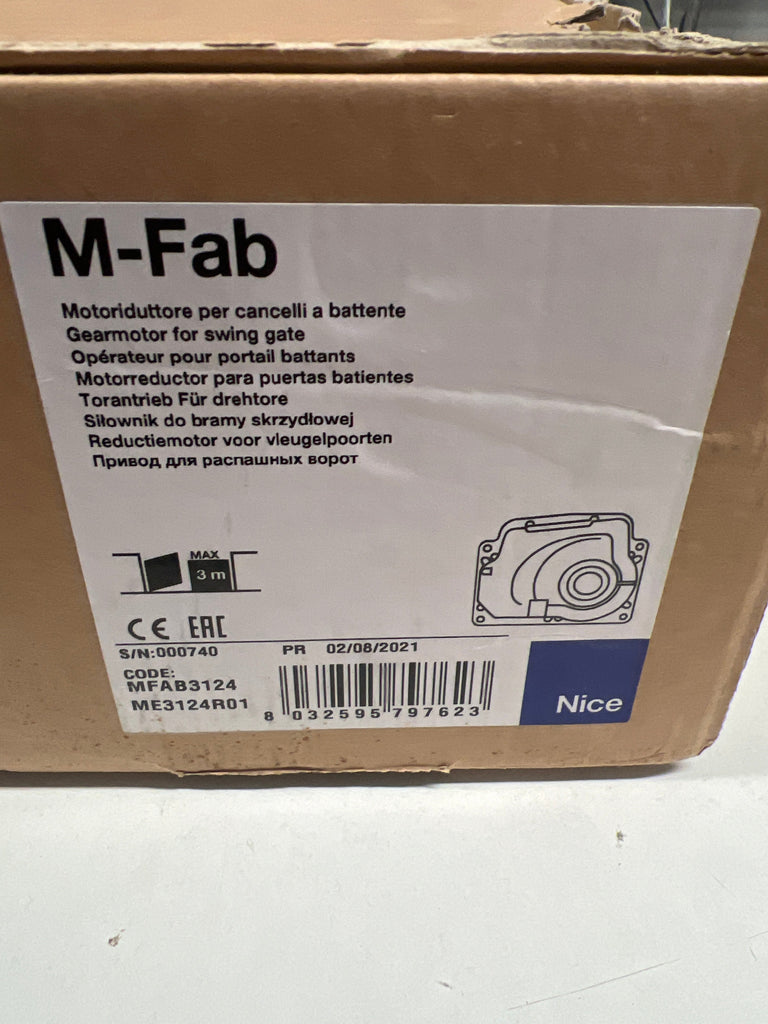 M-Fab
Motoriduttore per cancelli a battente
Gearmotor for swing gate
Opérateur pour portail battants
Motorreductor para puertas batientes
Torantrieb Für drehtore
Siłownik do bramy skrzydłowej
Reductiemotor voor vleugelpoorten
Привод для распашных ворот
MAX
3 m
CE EAC
S/N:000740 PR 02/08/2021
CODE:
MFAB3124
ME3124R01
8 032595 797623
Nice